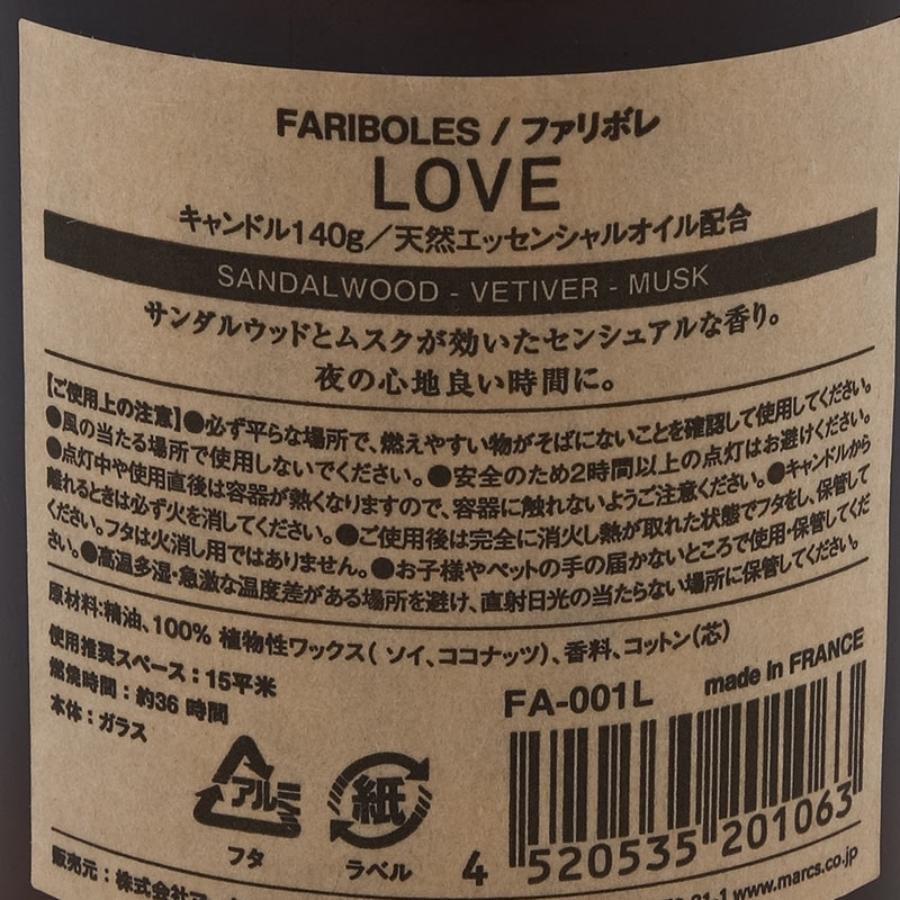 FARIBOLES / ファリボレ
LOVE
キャンドル140g／天然エッセンシャルオイル配合
SANDALWOOD - VETIVER - MUSK
サンダルウッドとムスクが効いたセンシュアルな香り。
夜の心地良い時間に。
【ご使用上の注意】●必ず平らな場所で、燃えやすい物がそばにないことを確認して使用してください。
●風の当たる場所で使用しないでください。●安全のため2時間以上の点灯はお避けください。
●点灯中や使用直後は容器が熱くなりますので、容器に触れないようご注意ください。●キャンドルから
離れるときは必ず火を消してください。●ご使用後は完全に消火し熱が取れた状態でフタをし、保管して
ください。フタは火消し用ではありません。●お子様やペットの手の届かないところで使用・保管してくだ
さい。●高温多湿・急激な温度差がある場所を避け、直射日光の当たらない場所に保管してください。
原材料:精油、100% 植物性ワックス( ソイ、ココナッツ)、香料、コットン(芯)
使用推奨スペース：15平米
燃焼時間：約36 時間
本体：ガラス
FA-001L made in FRANCE
アルミ
フタ
紙
ラベル
4 520535 201063
販売元：株式会社
www.marcs.co.jp